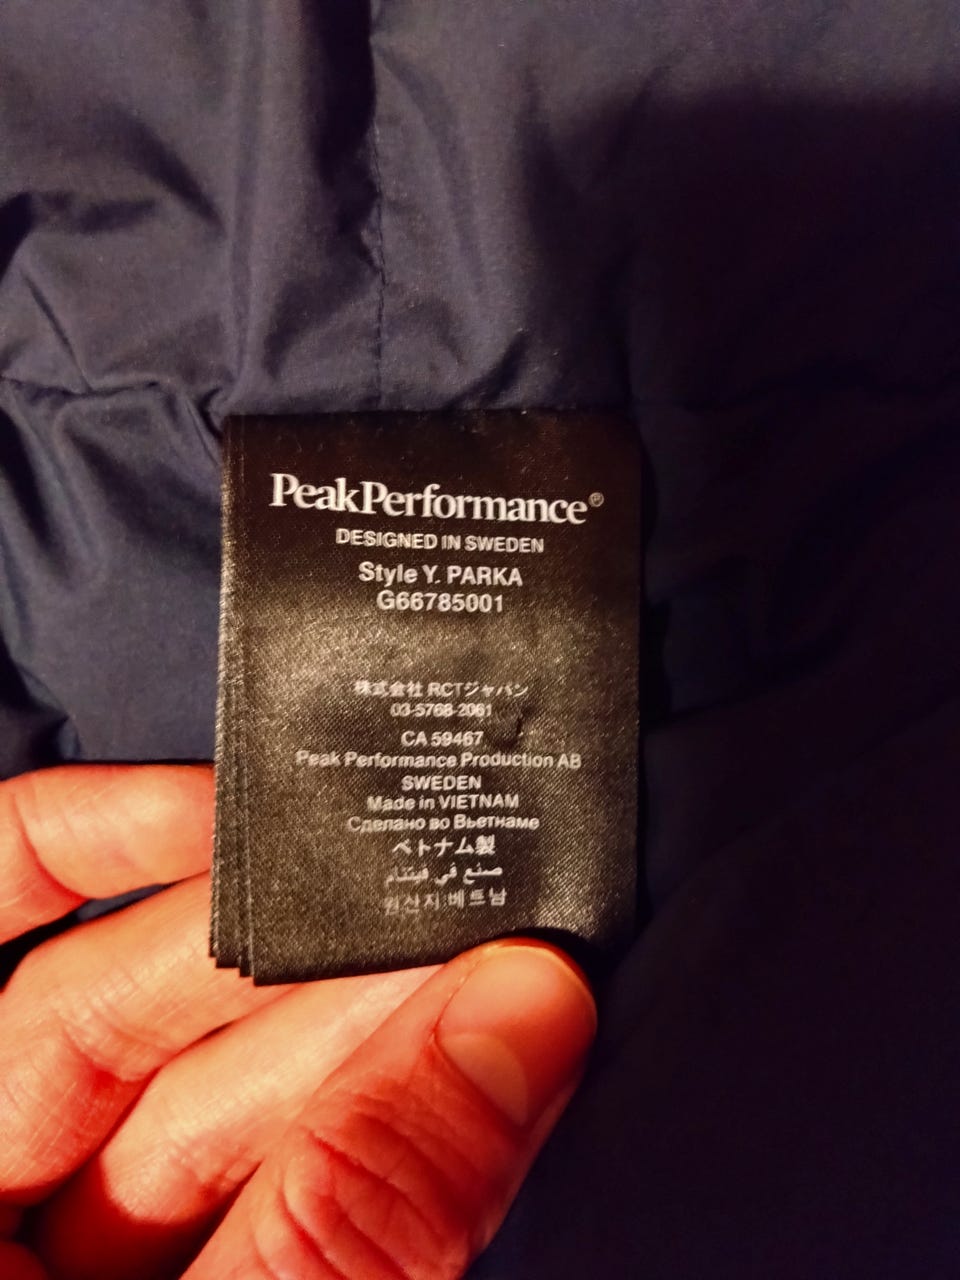 PeakPerformance®
DESIGNED IN SWEDEN
Style Y. PARKA
G66785001
株式会社 RCTジャパン
03-5768-2061
CA 59467
Peak Performance Production AB
SWEDEN
Made in VIETNAM
Сделано во Вьетнаме
ベトナム製
صنع في فيتنام
원산지 베트남